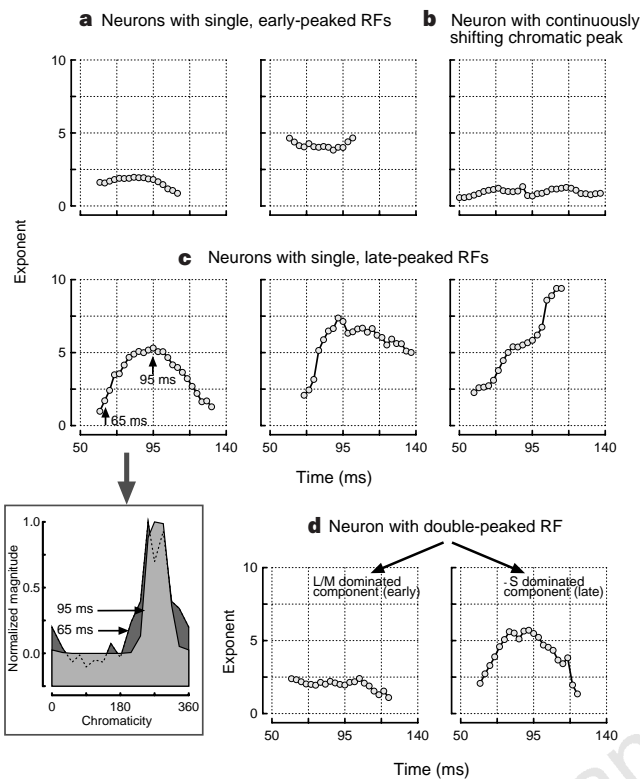 a Neurons with single, early-peaked RFs
b Neuron with continuously
shifting chromatic peak
10
5
0
50 95 140
Exponent
c Neurons with single, late-peaked RFs
10
5
0
95 ms
65 ms
50 95 140
50 95 140
50 95 140
Time (ms)
Normalized magnitude
1.0
0.5
0.0
95 ms
65 ms
0 180 360
Chromaticity
d Neuron with double-peaked RF
L/M dominated
component (early)
- S dominated
component (late)
Exponent
10
5
0
50 95 140
50 95 140
Time (ms)